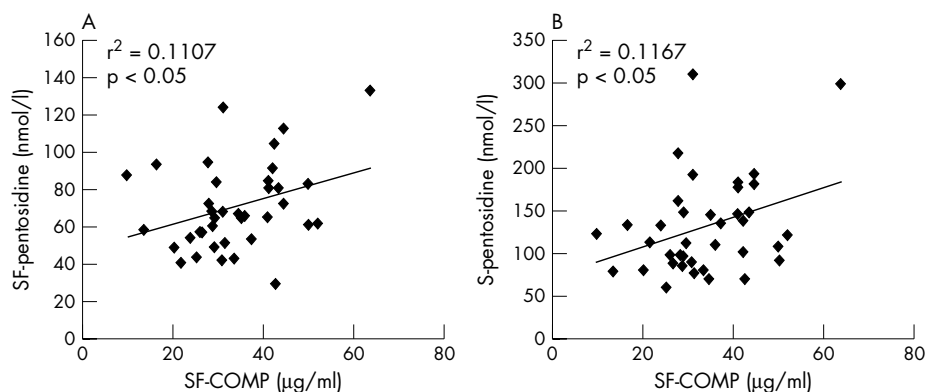 A
r² = 0.1107
p < 0.05
SF-pentosidine (nmol/l)
160
140
120
100
80
60
40
20
0
0 20 40 60 80
SF-COMP (μg/ml)
B
r² = 0.1167
p < 0.05
S-pentosidine (nmol/l)
350
300
250
200
150
100
50
0
0 20 40 60 80
SF-COMP (μg/ml)